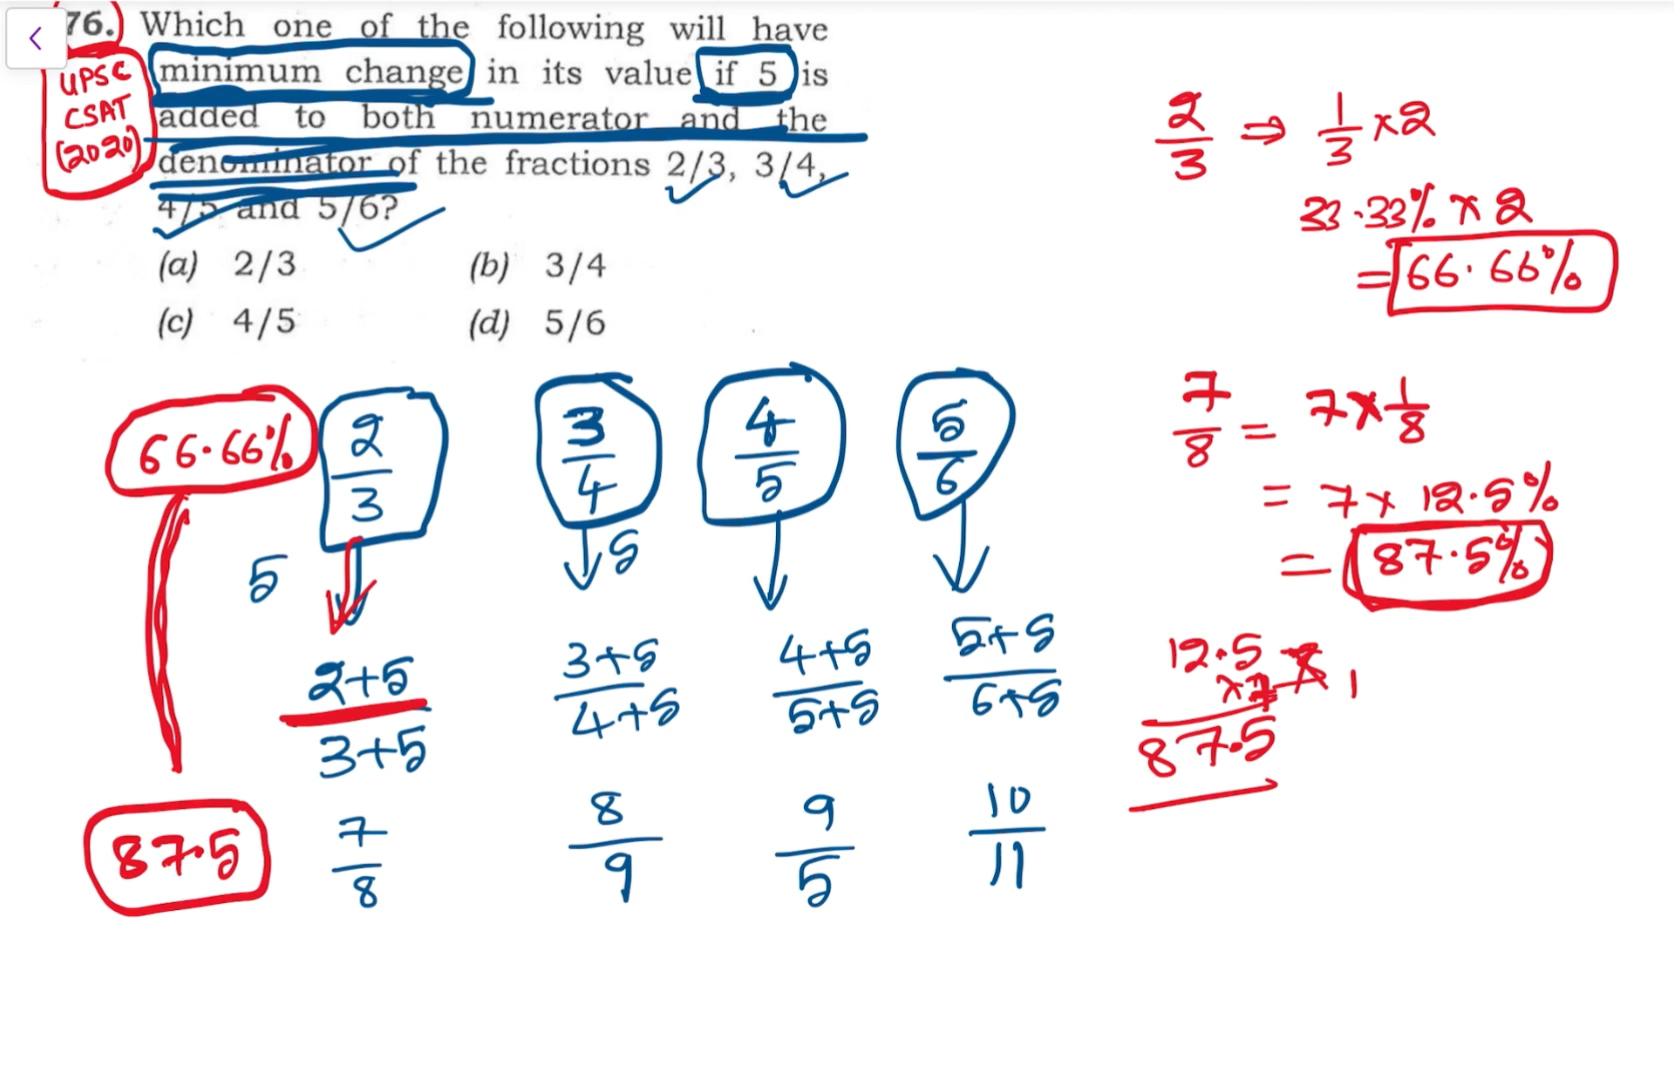 76. Which one of the following will have
minimum change in its value if 5 is
added to both numerator and the
denominator of the fractions 2/3, 3/4,
4/5 and 5/6?
(a) 2/3 (b) 3/4
(c) 4/5 (d) 5/6
UPSC
CSAT
(2020)
2/3 ⇒ 1/3 ×2
33.33% × 2
= 66.66%
66.66% 2/3 3/4 4/5 5/6
5 5
2+5/3+5 3+5/4+5 4+5/5+5 5+5/6+5
87.5 7/8 8/9 9/5 10/11
7/8 = 7×1/8
= 7× 12.5%
= 87.5%
12.5
×7
87.5